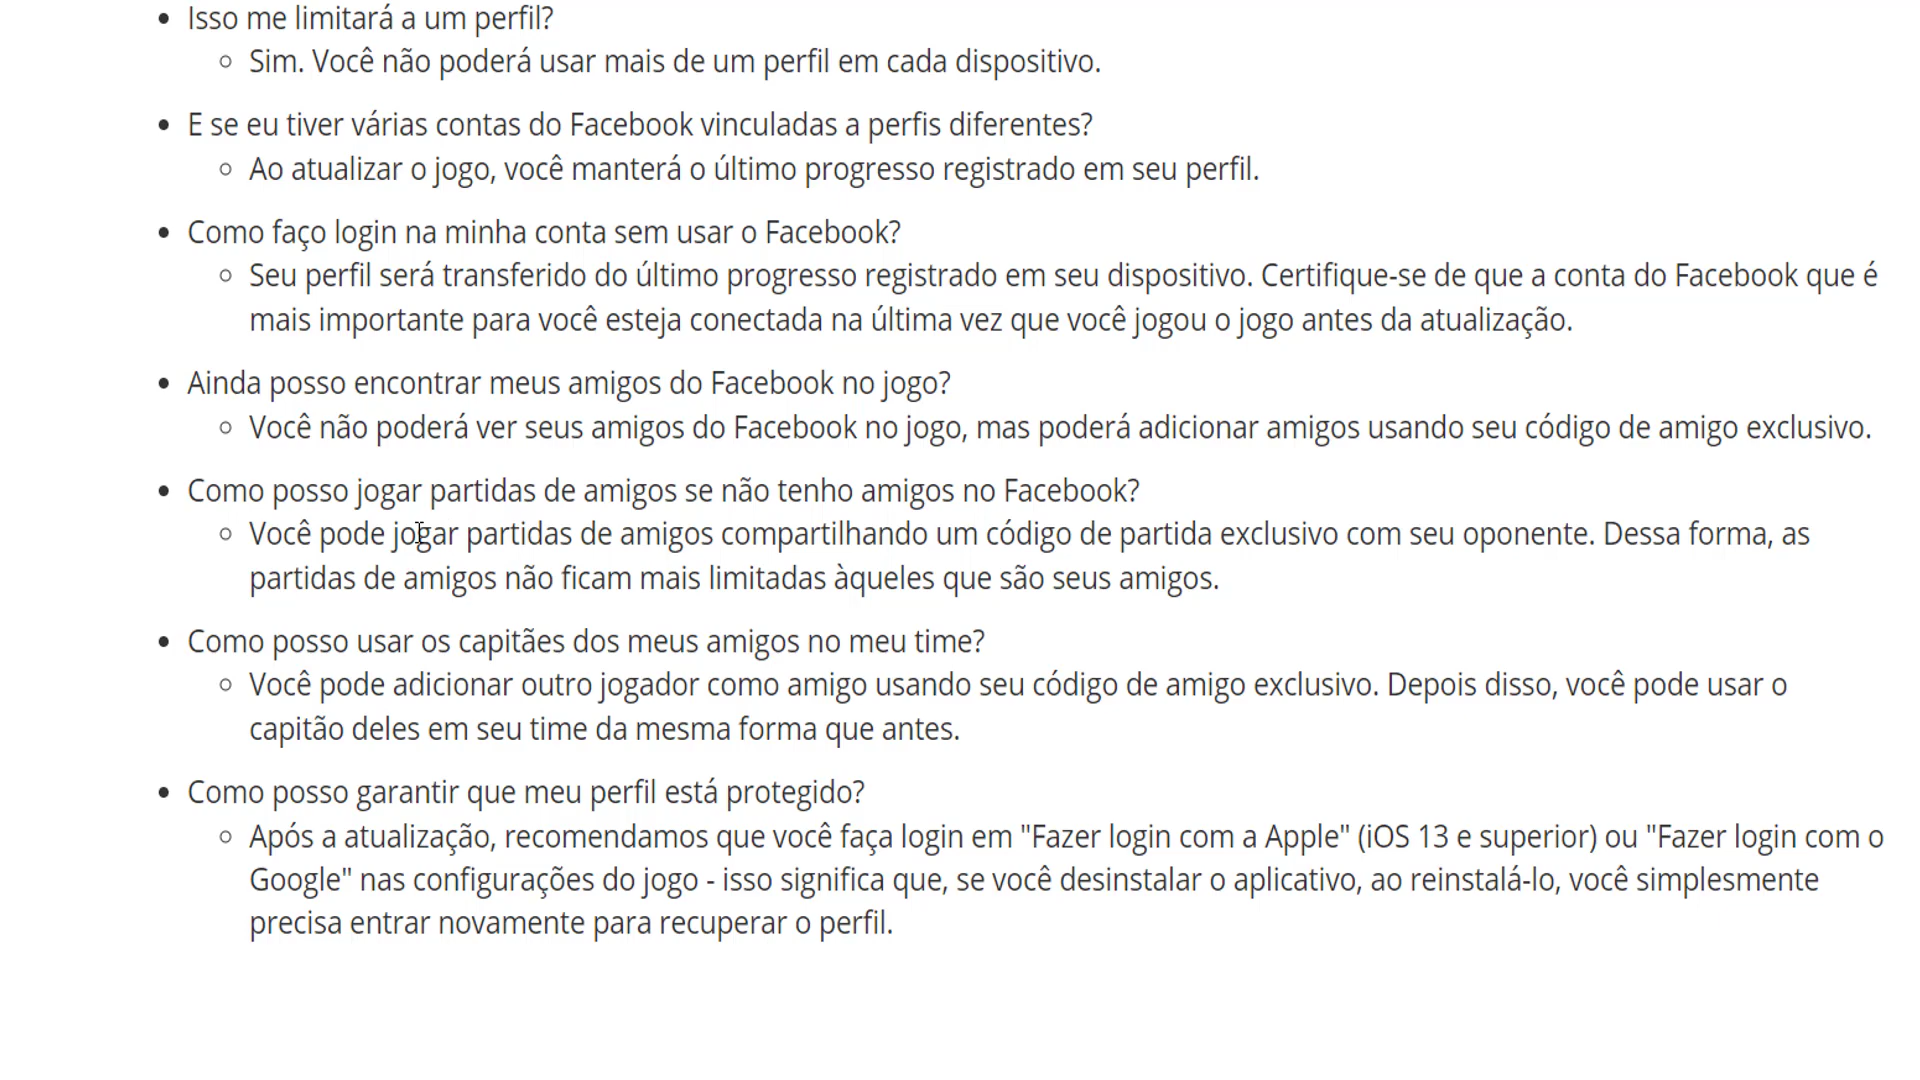 • Isso me limitará a um perfil?
◦ Sim. Você não poderá usar mais de um perfil em cada dispositivo.
• E se eu tiver várias contas do Facebook vinculadas a perfis diferentes?
◦ Ao atualizar o jogo, você manterá o último progresso registrado em seu perfil.
• Como faço login na minha conta sem usar o Facebook?
◦ Seu perfil será transferido do último progresso registrado em seu dispositivo. Certifique-se de que a conta do Facebook que é
mais importante para você esteja conectada na última vez que você jogou o jogo antes da atualização.
• Ainda posso encontrar meus amigos do Facebook no jogo?
◦ Você não poderá ver seus amigos do Facebook no jogo, mas poderá adicionar amigos usando seu código de amigo exclusivo.
• Como posso jogar partidas de amigos se não tenho amigos no Facebook?
◦ Você pode jogar partidas de amigos compartilhando um código de partida exclusivo com seu oponente. Dessa forma, as
partidas de amigos não ficam mais limitadas àqueles que são seus amigos.
• Como posso usar os capitães dos meus amigos no meu time?
◦ Você pode adicionar outro jogador como amigo usando seu código de amigo exclusivo. Depois disso, você pode usar o
capitão deles em seu time da mesma forma que antes.
• Como posso garantir que meu perfil está protegido?
◦ Após a atualização, recomendamos que você faça login em "Fazer login com a Apple" (iOS 13 e superior) ou "Fazer login com o
Google" nas configurações do jogo - isso significa que, se você desinstalar o aplicativo, ao reinstalá-lo, você simplesmente
precisa entrar novamente para recuperar o perfil.